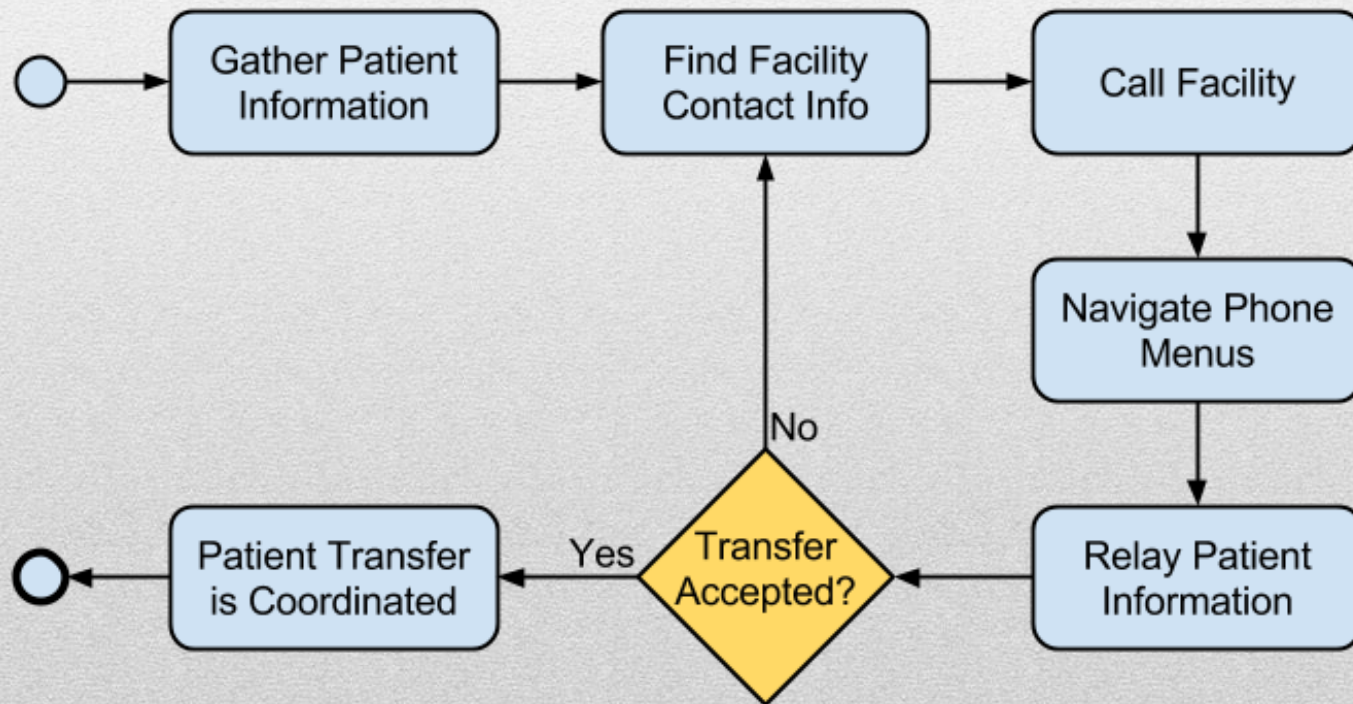 Gather Patient
Information
Find Facility
Contact Info
Call Facility
Navigate Phone
Menus
Relay Patient
Information
Transfer
Accepted?
No
Yes
Patient Transfer
is Coordinated